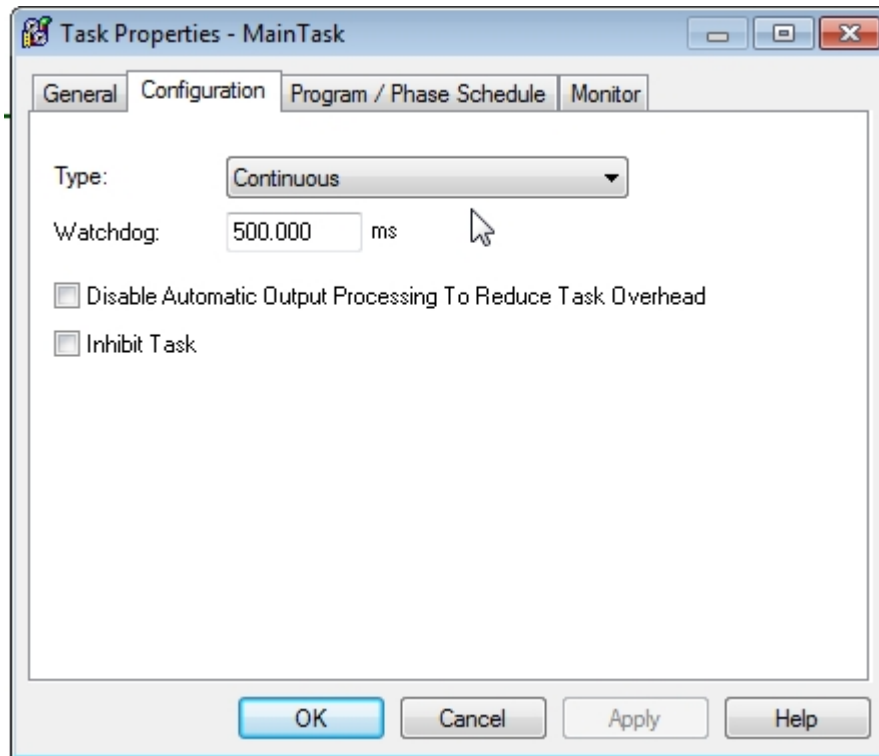 Task Properties - MainTask
General Configuration Program / Phase Schedule Monitor
Type: Continuous
Watchdog: 500.000 ms
Disable Automatic Output Processing To Reduce Task Overhead
Inhibit Task
OK Cancel Apply Help